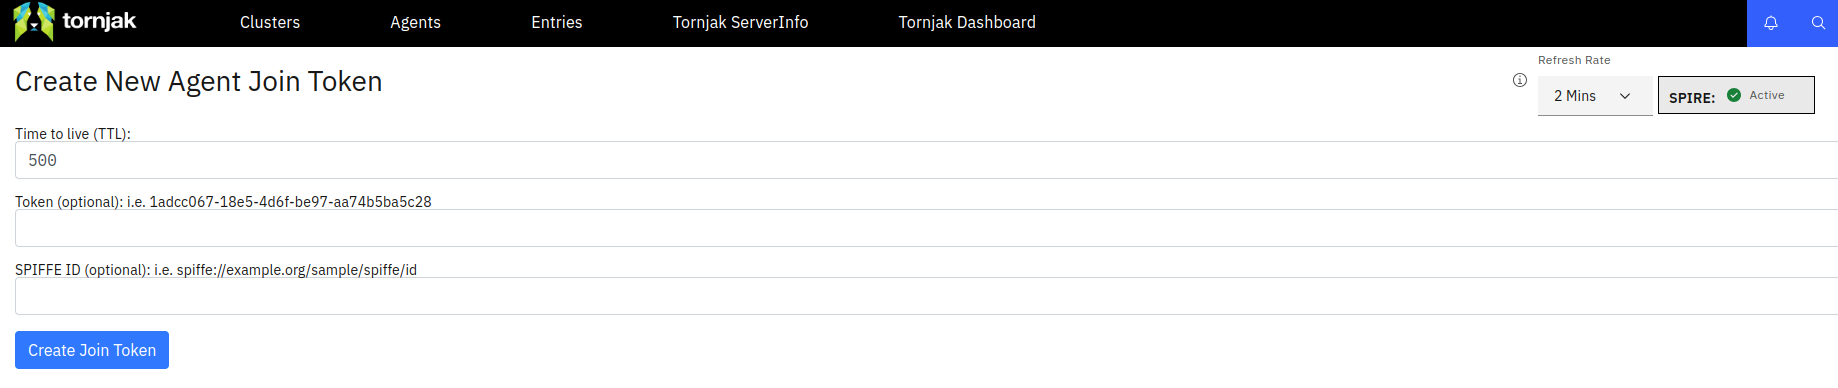 tornjak Clusters Agents Entries Tornjak ServerInfo Tornjak Dashboard
Refresh Rate
Create New Agent Join Token
2 Mins
SPIRE: Active
Time to live (TTL):
500
Token (optional): i.e. 1adcc067-18e5-4d6f-be97-aa74b5ba5c28
SPIFFE ID (optional): i.e. spiffe://example.org/sample/spiffe/id
Create Join Token